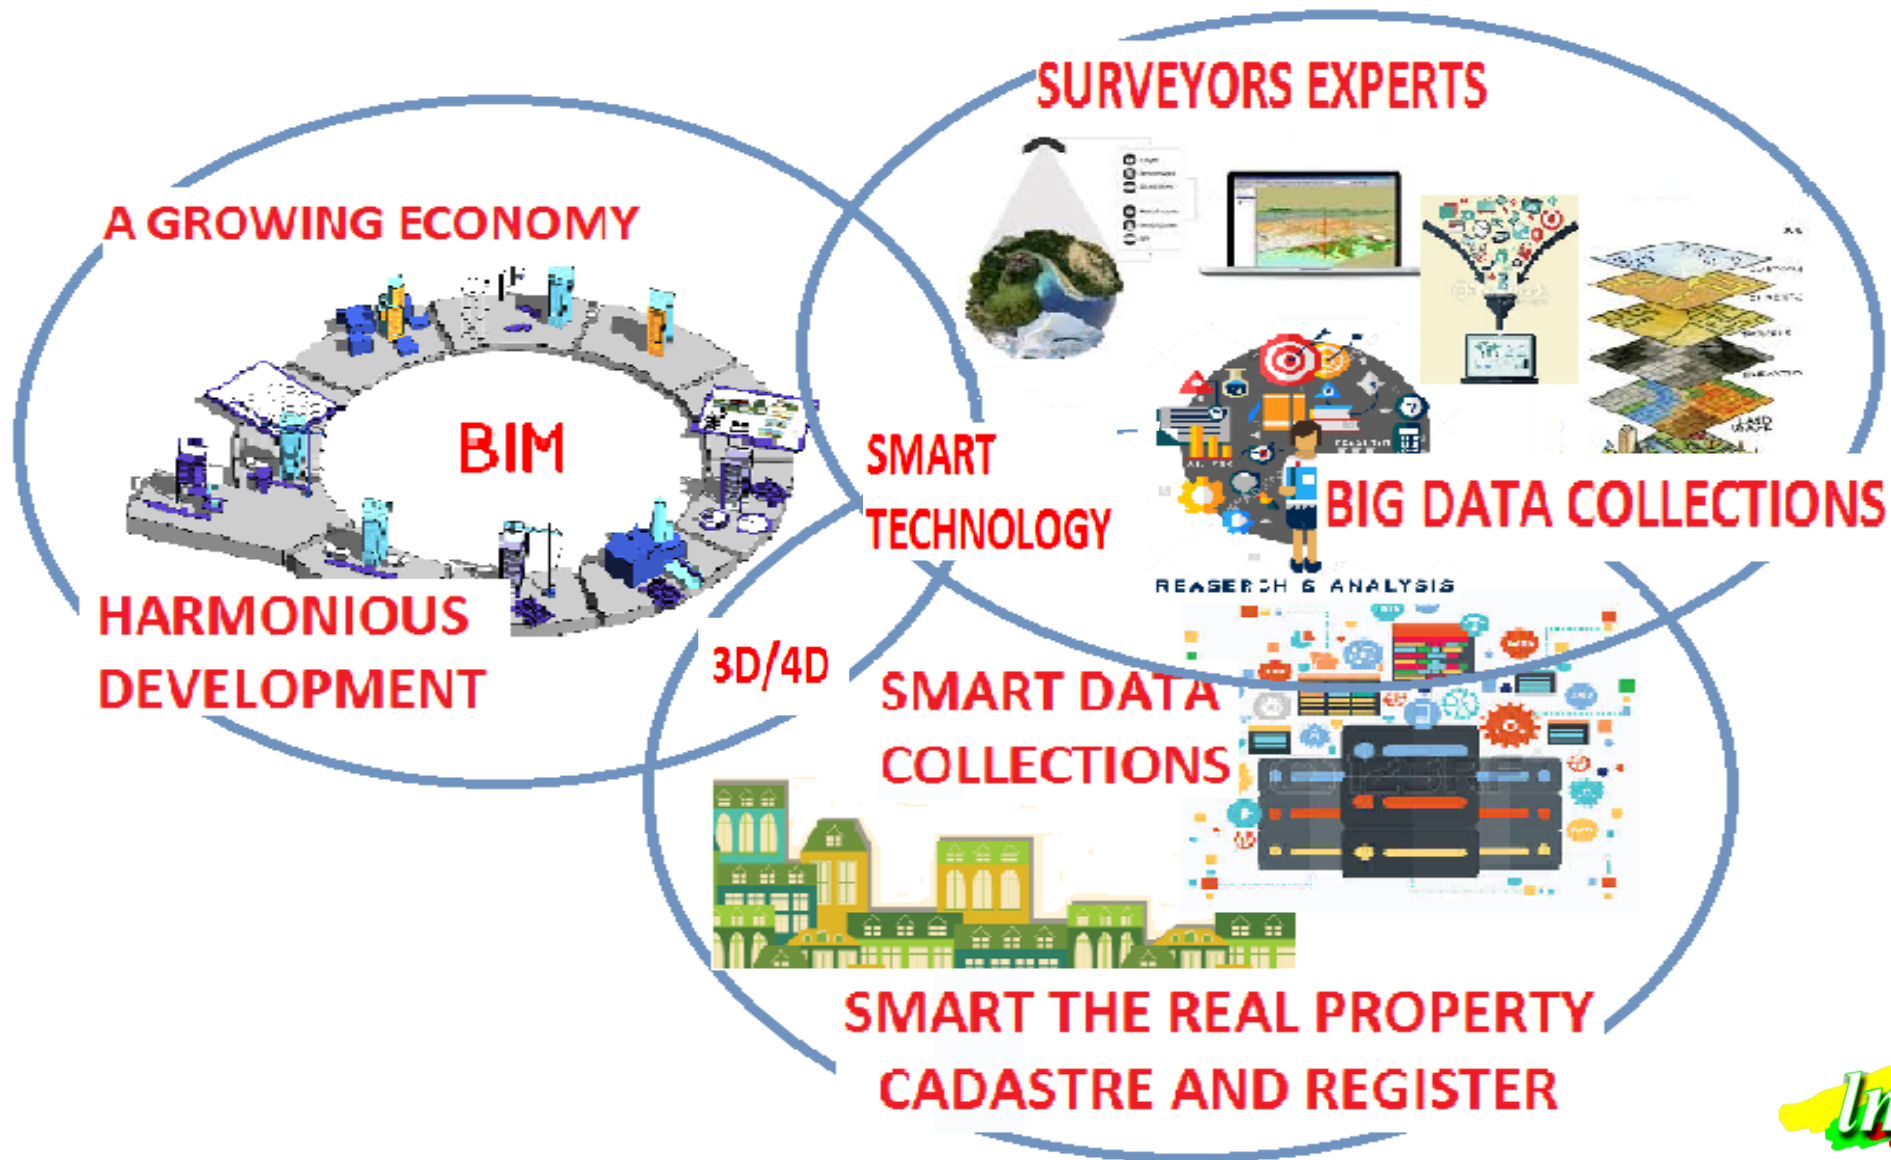 SURVEYORS EXPERTS
A GROWING ECONOMY
BIM
SMART
TECHNOLOGY
BIG DATA COLLECTIONS
REASERCH & ANALYSIS
HARMONIOUS
DEVELOPMENT
3D/4D
SMART DATA
COLLECTIONS
SMART THE REAL PROPERTY
CADASTRE AND REGISTER